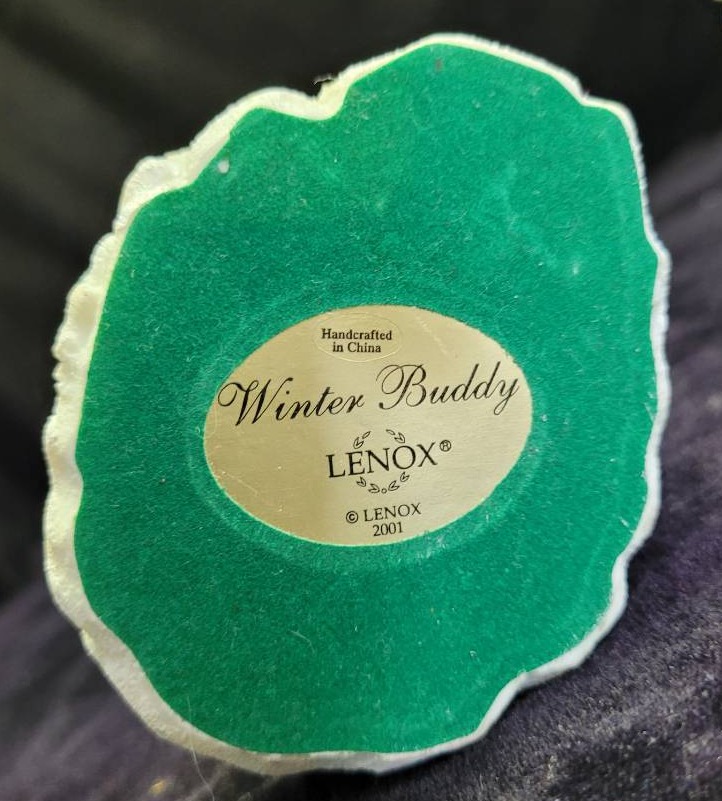 Handcrafted
in China
Winter Buddy
LENOX®
© LENOX
2001